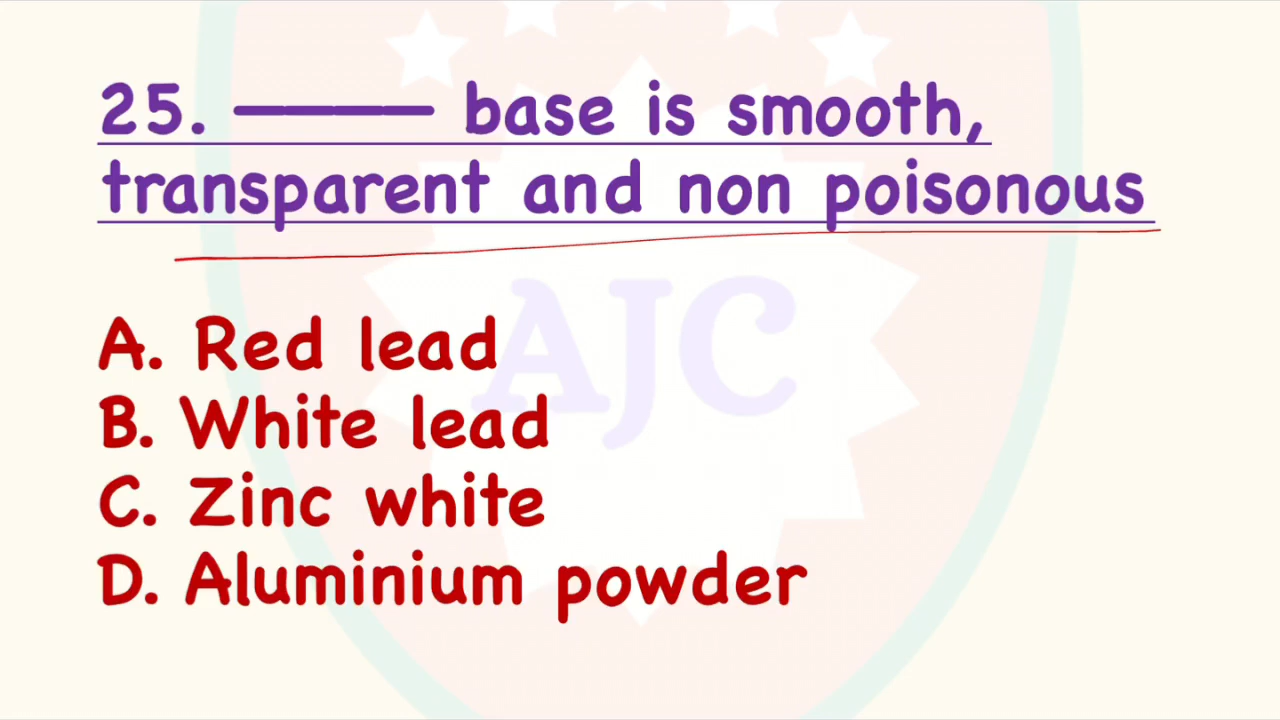 25. ———— base is smooth,
transparent and non poisonous
AJC
A. Red lead
B. White lead
C. Zinc white
D. Aluminium powder